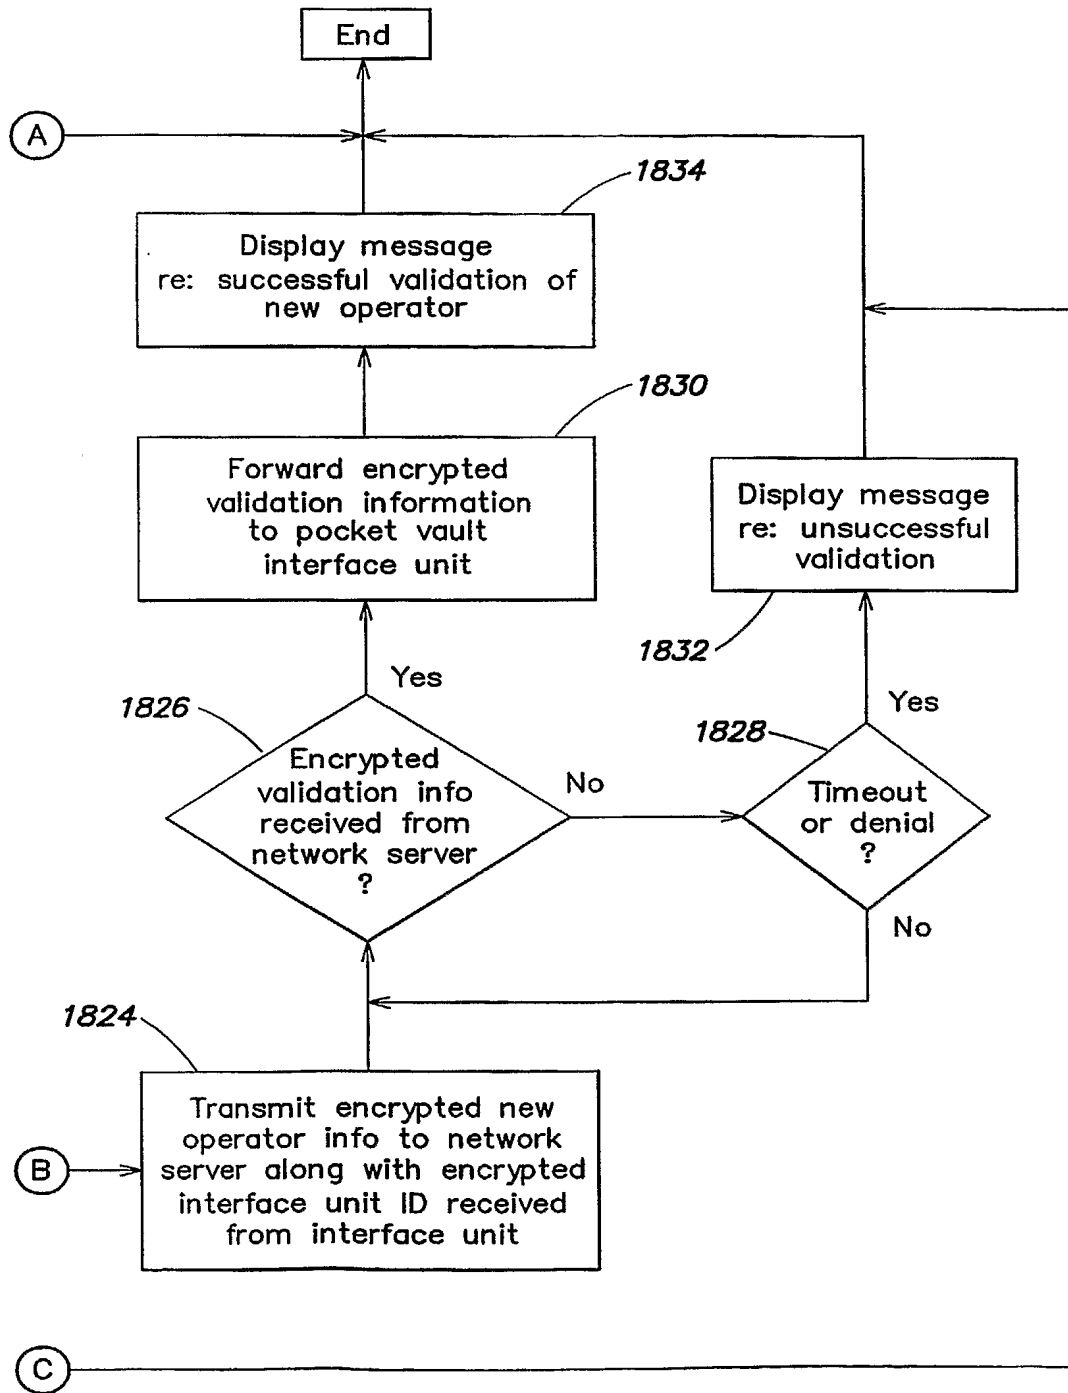 End
A
1834
Display message
re: successful validation of
new operator
1830
Forward encrypted
validation information
to pocket vault
interface unit
Display message
re: unsuccessful
validation
1832
Yes
1826
Encrypted
validation info
received from
network server
?
No
Yes
1828
Timeout
or denial
?
No
1824
Transmit encrypted new
operator info to network
server along with encrypted
interface unit ID received
from interface unit
B
C